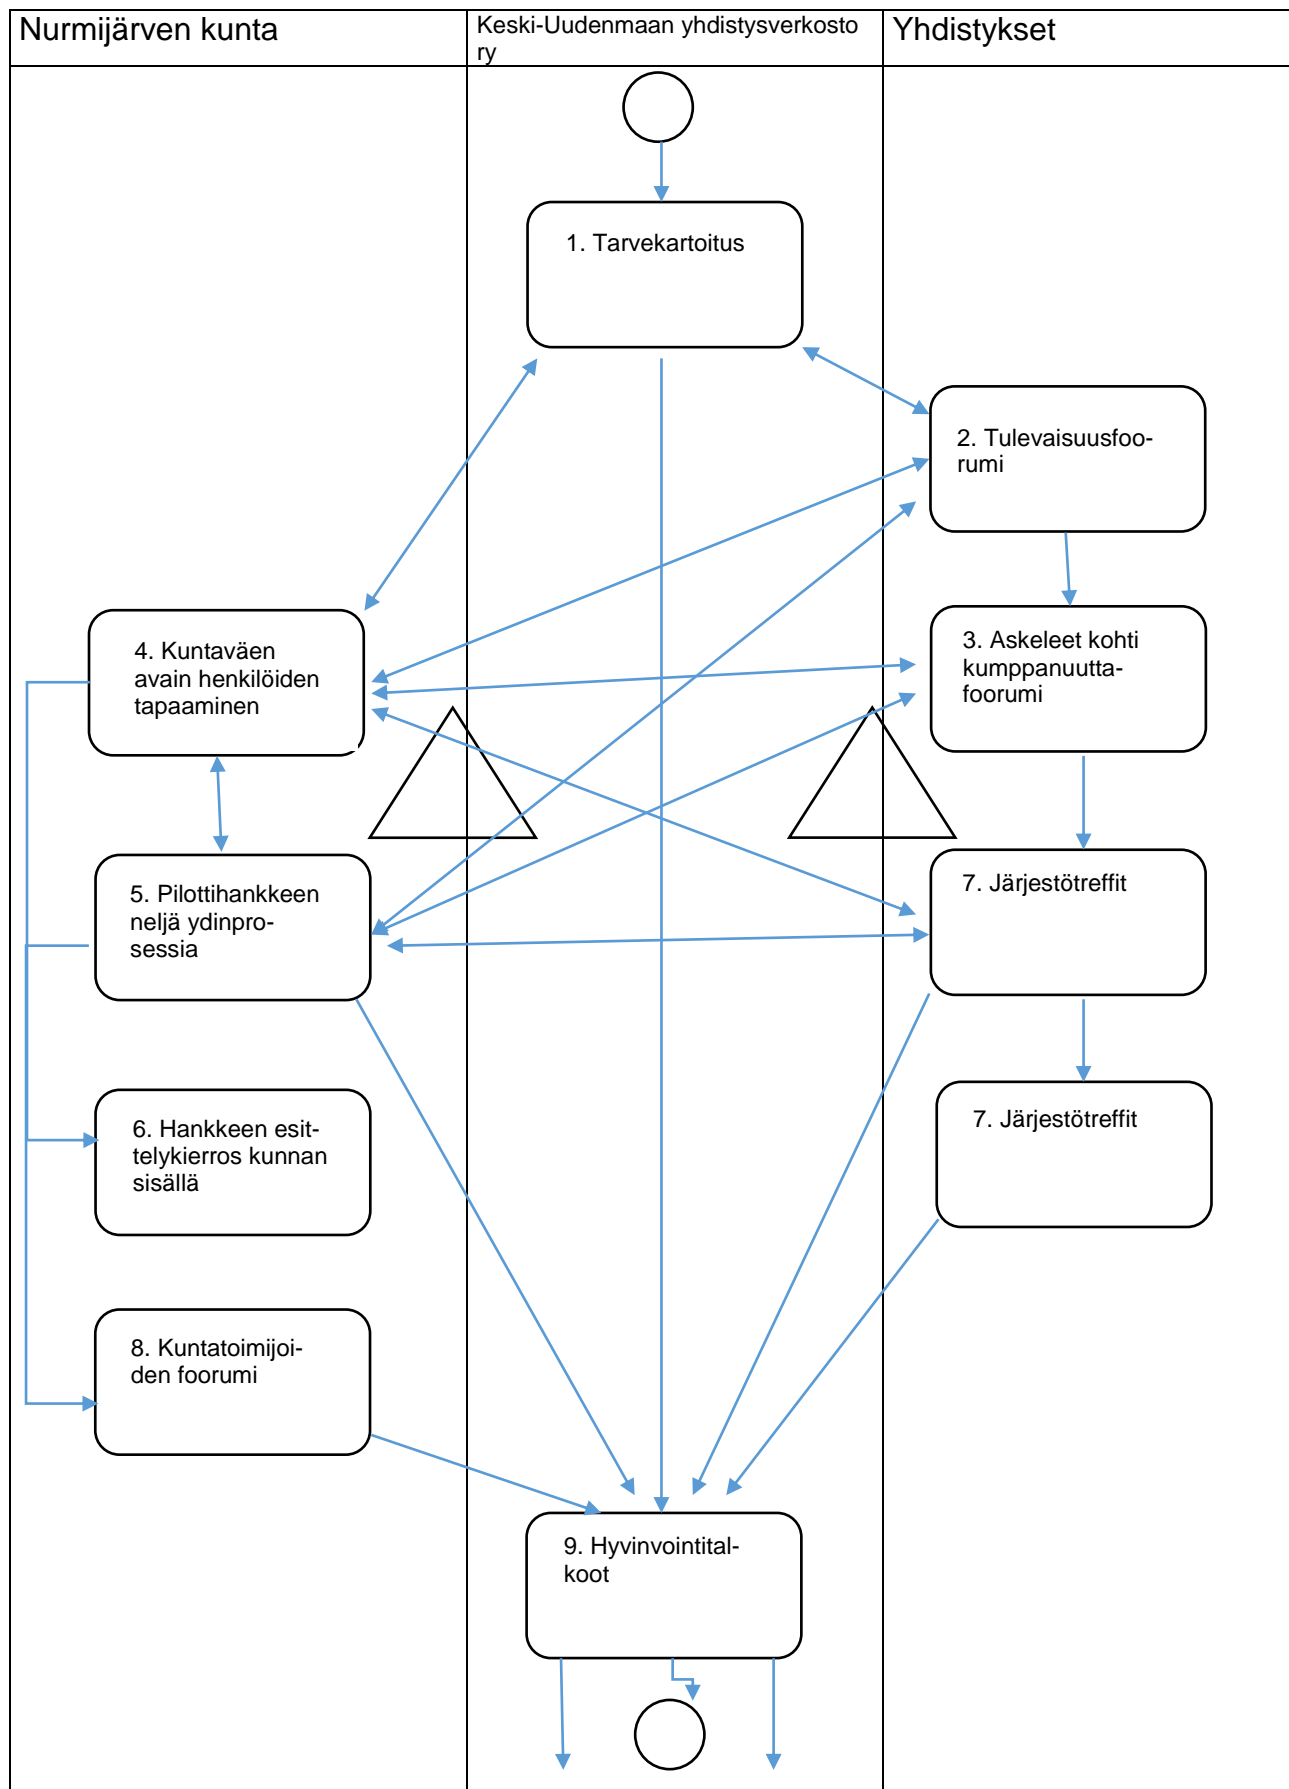 Nurmijärven kunta
Keski-Uudenmaan yhdistysverkosto
ry
Yhdistykset
1. Tarvekartoitus
2. Tulevaisuusfoo-
rumi
3. Askeleet kohti
kumppanuutta-
foorumi
4. Kuntaväen
avain henkilöiden
tapaaminen
5. Pilottihankkeen
neljä ydinpro-
sessia
7. Järjestötreffit
6. Hankkeen esit-
telykierros kunnan
sisällä
7. Järjestötreffit
8. Kuntatoimijoi-
den foorumi
9. Hyvinvointital-
koot